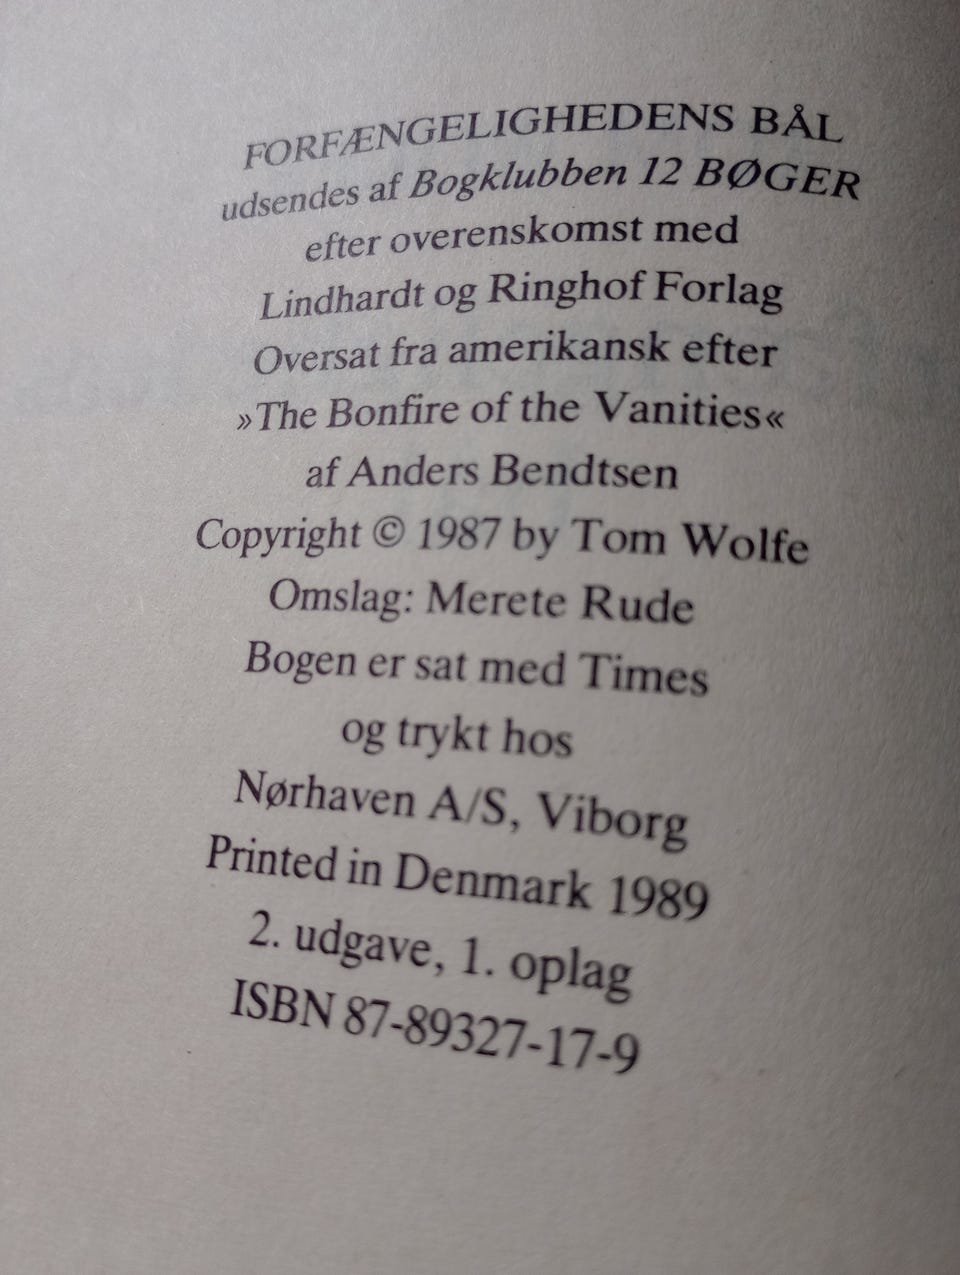 FORFÆNGELIGHEDENS BÅL
udsendes af Bogklubben 12 BØGER
efter overenskomst med
Lindhardt og Ringhof Forlag
Oversat fra amerikansk efter
»The Bonfire of the Vanities«
af Anders Bendtsen
Copyright © 1987 by Tom Wolfe
Omslag: Merete Rude
Bogen er sat med Times
og trykt hos
Nørhaven A/S, Viborg
Printed in Denmark 1989
2. udgave, 1. oplag
ISBN 87-89327-17-9